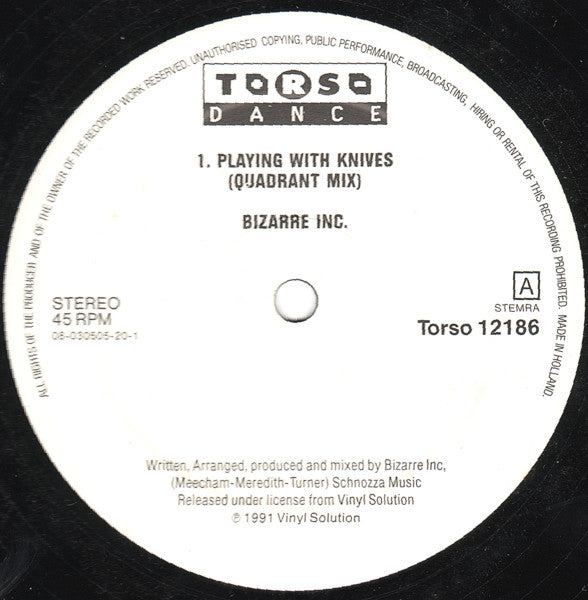 ALL RIGHTS OF THE PRODUCER AND OF THE OWNER OF THE RECORDED WORK RESERVED. UNAUTHORISED COPYING, PUBLIC PERFORMANCE, BROADCASTING, HIRING OR RENTAL OF THIS RECORDING PROHIBITED. MADE IN HOLLAND.
TORSO
DANCE
1. PLAYING WITH KNIVES
(QUADRANT MIX)
BIZARRE INC.
STEREO
45 RPM
08-030505-20-1
A
STEMRA
Torso 12186
Written, Arranged, produced and mixed by Bizarre Inc,
(Meecham-Meredith-Turner) Schnozza Music
Released under license from Vinyl Solution
℗ 1991 Vinyl Solution